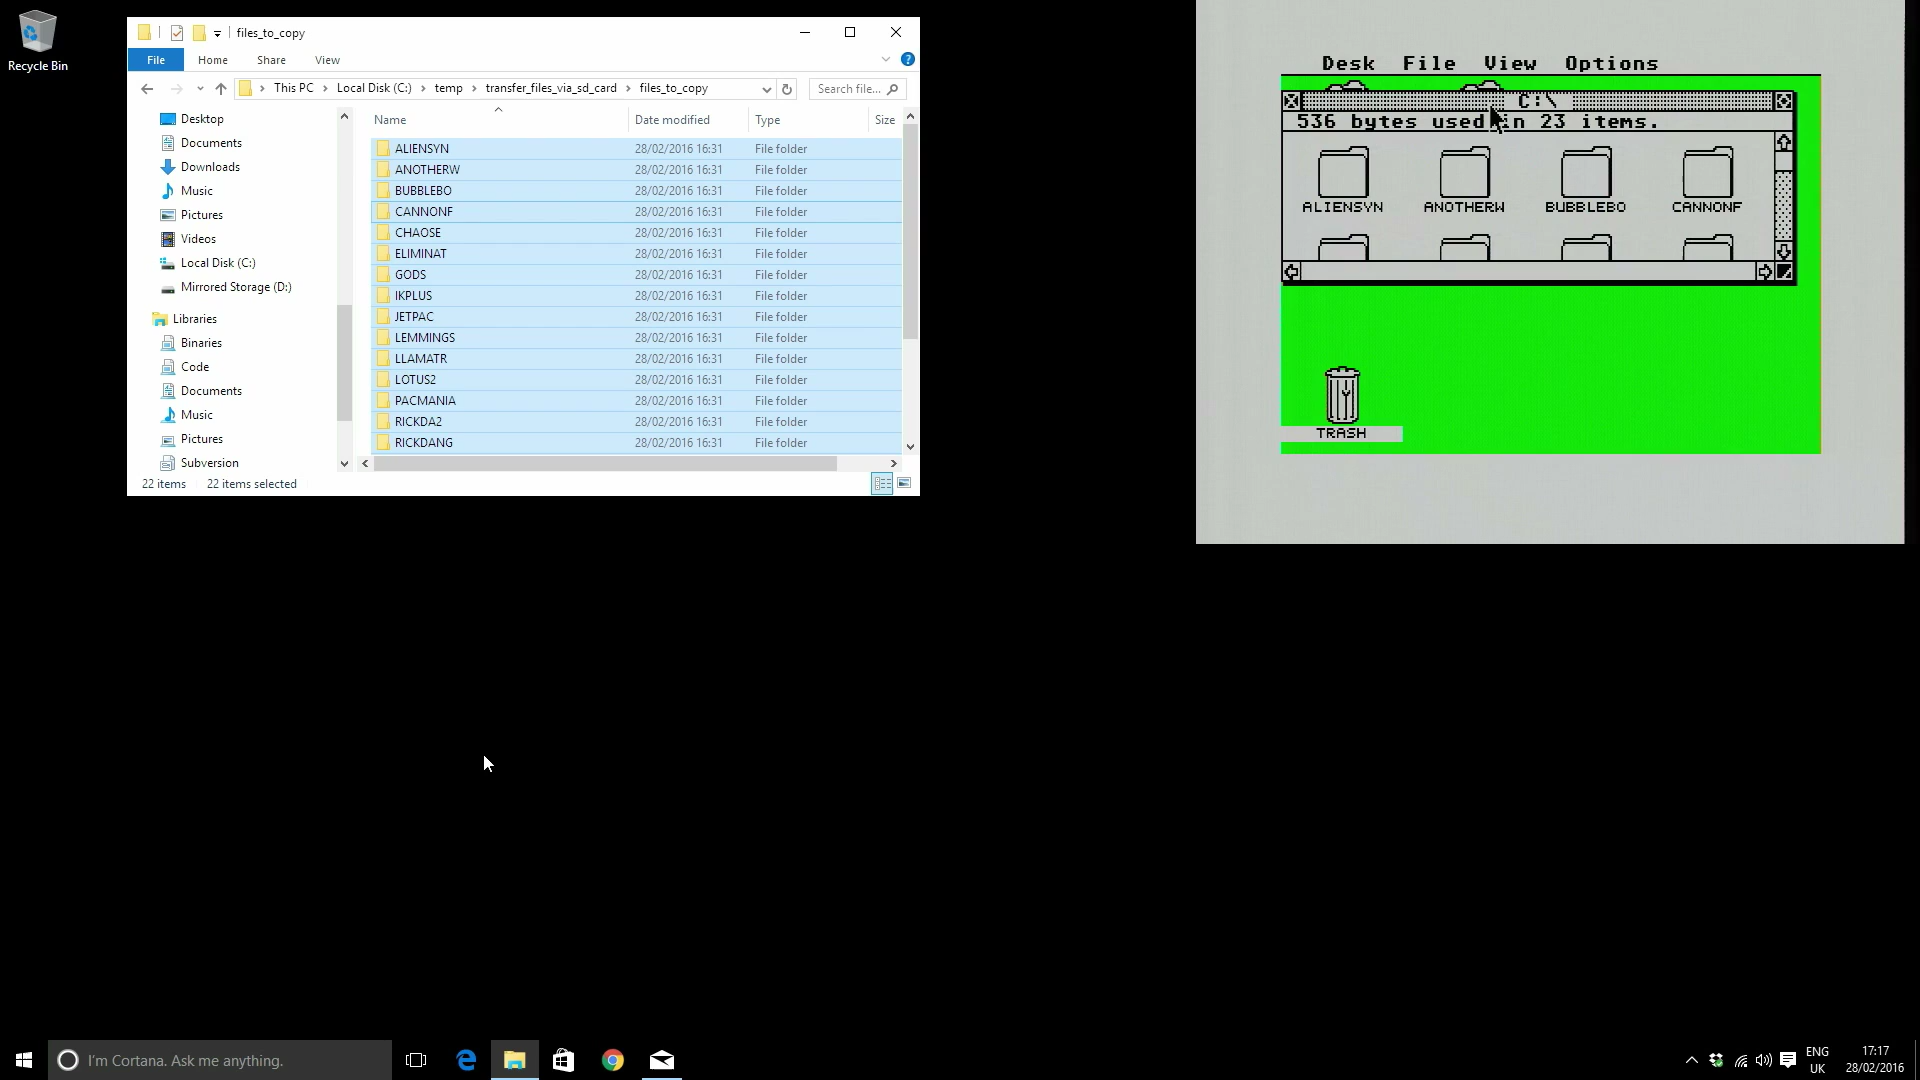 Recycle Bin
files_to_copy
File Home Share View
This PC Local Disk (C:) temp transfer_files_via_sd_card files_to_copy Search file...
Desktop
Documents
Downloads
Music
Pictures
Videos
Local Disk (C:)
Mirrored Storage (D:)
Libraries
Binaries
Code
Documents
Music
Pictures
Subversion
Name Date modified Type Size
ALIENSYN 28/02/2016 16:31 File folder
ANOTHERW 28/02/2016 16:31 File folder
BUBBLEBO 28/02/2016 16:31 File folder
CANNONF 28/02/2016 16:31 File folder
CHAOSE 28/02/2016 16:31 File folder
ELIMINAT 28/02/2016 16:31 File folder
GODS 28/02/2016 16:31 File folder
IKPLUS 28/02/2016 16:31 File folder
JETPAC 28/02/2016 16:31 File folder
LEMMINGS 28/02/2016 16:31 File folder
LLAMATR 28/02/2016 16:31 File folder
LOTUS2 28/02/2016 16:31 File folder
PACMANIA 28/02/2016 16:31 File folder
RICKDA2 28/02/2016 16:31 File folder
RICKDANG 28/02/2016 16:31 File folder
22 items 22 items selected
Desk File View Options
C:\
536 bytes used in 23 items.
ALIENSYN ANOTHERW BUBBLEBO CANNONF
TRASH
I'm Cortana. Ask me anything.
ENG
UK
17:17
28/02/2016